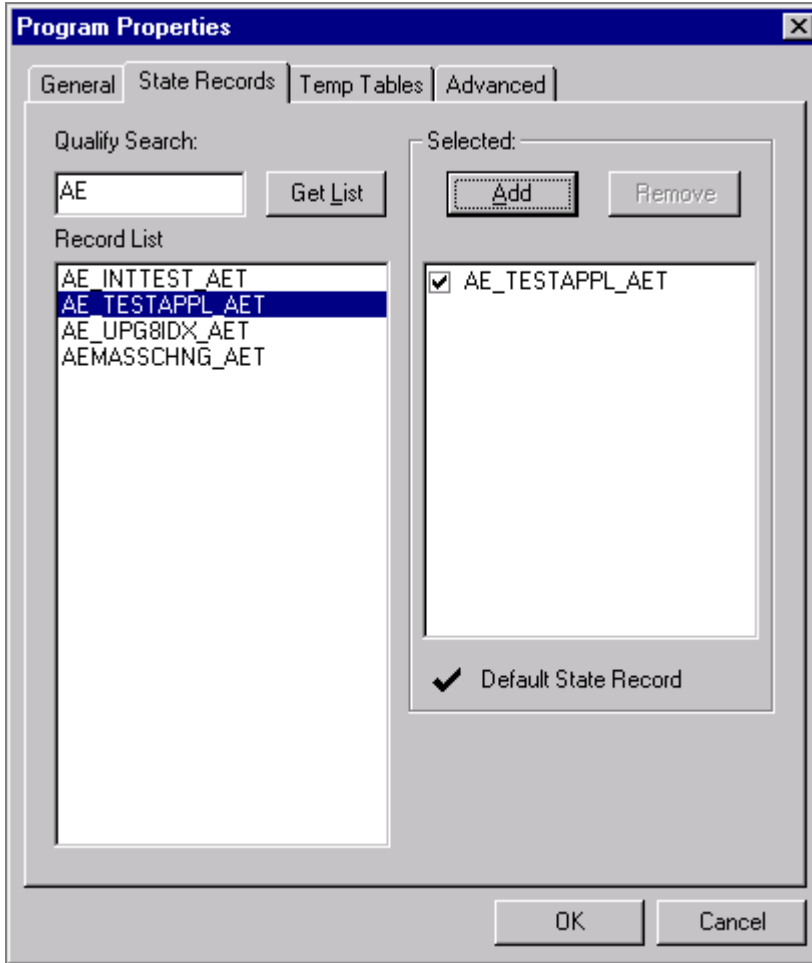 Program Properties
General State Records Temp Tables Advanced
Qualify Search:
AE
Get List
Record List
AE_INTTEST_AET
AE_TESTAPPL_AET
AE_UPG8IDX_AET
AEMASSCHNG_AET
Selected:
Add Remove
AE_TESTAPPL_AET
Default State Record
OK Cancel